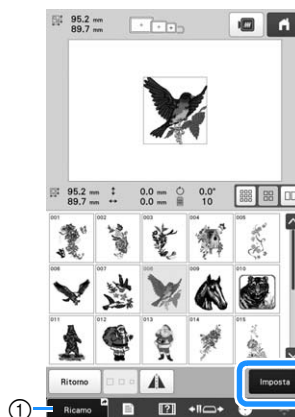 95.2 mm
89.7 mm
95.2 mm 0.0 mm 0.0°
89.7 mm 0.0 mm 10
001 002 003 004 005
006 007 008 009 010
011 012 013 014 015
Ritorno Imposta
1 Ricamo